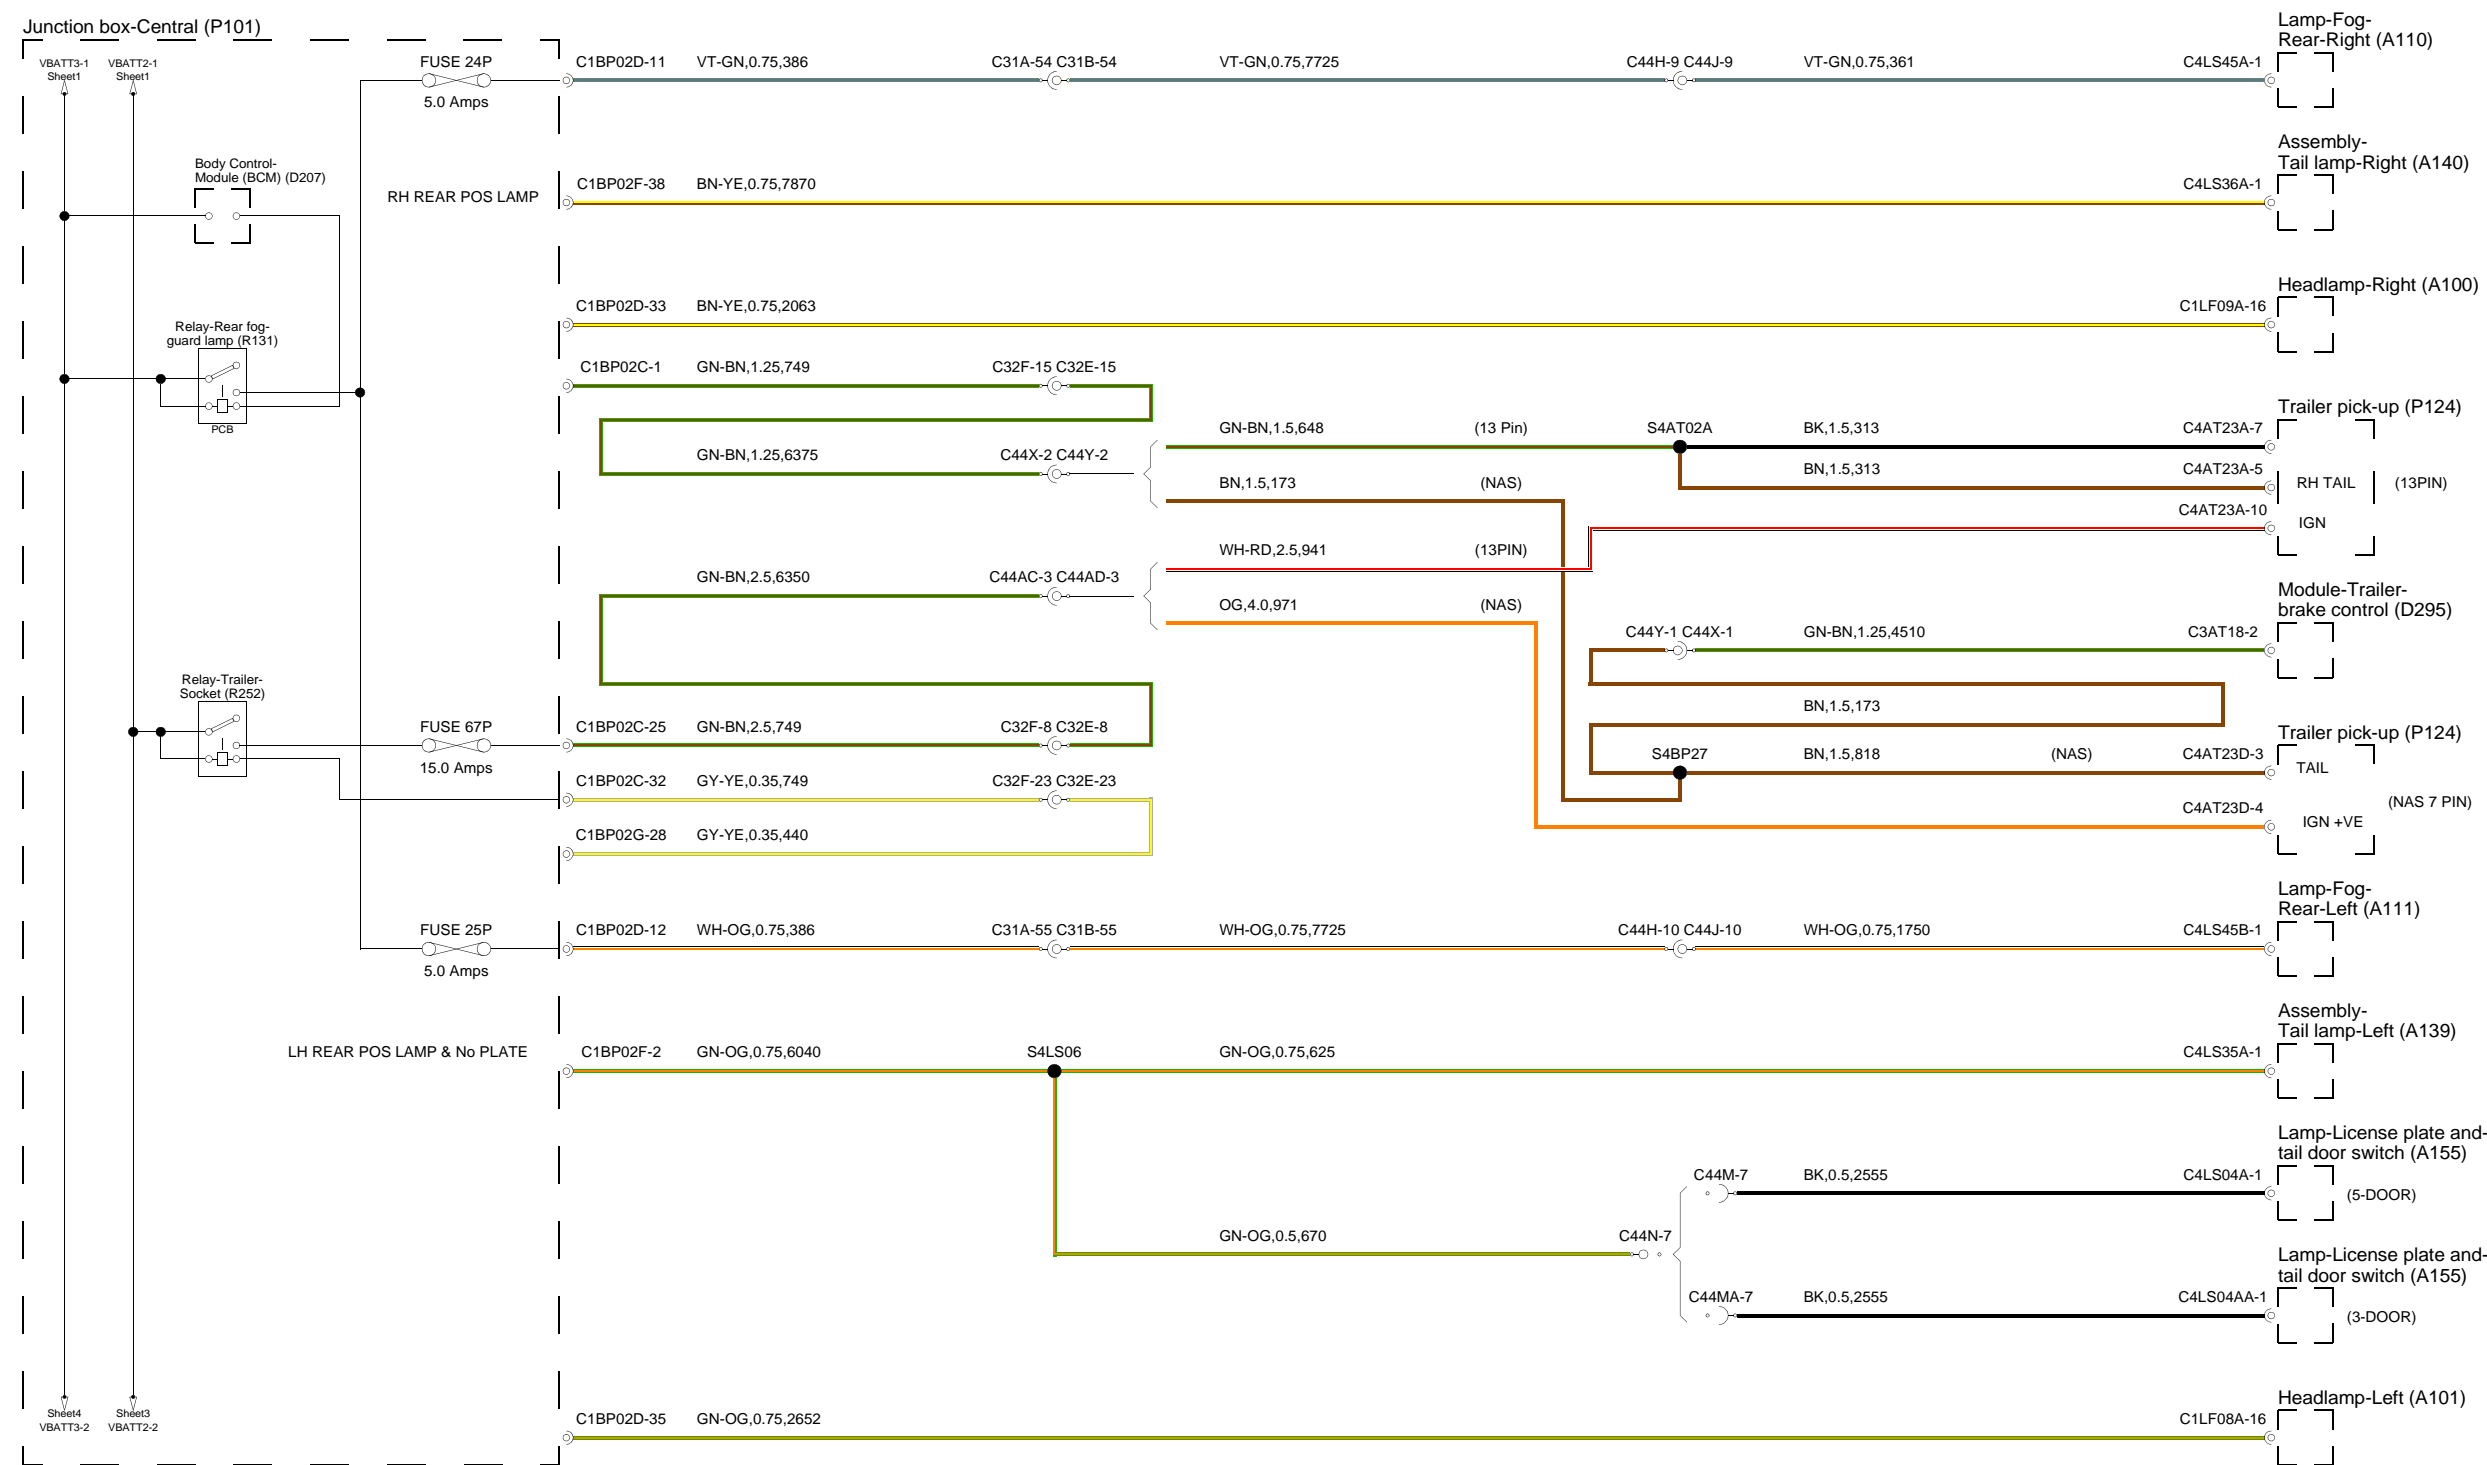 Junction box-Central (P101)
VBATT3-1
Sheet1
VBATT2-1
Sheet1
Body Control-
Module (BCM) (D207)
Relay-Rear fog-
guard lamp (R131)
PCB
Relay-Trailer-
Socket (R252)
Sheet4
VBATT3-2
Sheet3
VBATT2-2
FUSE 24P
5.0 Amps
C1BP02D-11 VT-GN,0.75,386 C31A-54 C31B-54 VT-GN,0.75,7725 C44H-9 C44J-9 VT-GN,0.75,361 C4LS45A-1
Lamp-Fog-
Rear-Right (A110)
RH REAR POS LAMP
C1BP02F-38 BN-YE,0.75,7870 C4LS36A-1
Assembly-
Tail lamp-Right (A140)
C1BP02D-33 BN-YE,0.75,2063 C1LF09A-16
Headlamp-Right (A100)
C1BP02C-1 GN-BN,1.25,749 C32F-15 C32E-15
GN-BN,1.25,6375 C44X-2 C44Y-2
GN-BN,1.5,648 (13 Pin) S4AT02A BK,1.5,313 C4AT23A-7
Trailer pick-up (P124)
BN,1.5,313 C4AT23A-5
RH TAIL (13PIN)
BN,1.5,173 (NAS)
C4AT23A-10
IGN
WH-RD,2.5,941 (13PIN)
GN-BN,2.5,6350 C44AC-3 C44AD-3
OG,4.0,971 (NAS)
Module-Trailer-
brake control (D295)
C44Y-1 C44X-1 GN-BN,1.25,4510 C3AT18-2
BN,1.5,173
FUSE 67P
15.0 Amps
C1BP02C-25 GN-BN,2.5,749 C32F-8 C32E-8
S4BP27 BN,1.5,818 (NAS) C4AT23D-3
Trailer pick-up (P124)
TAIL
(NAS 7 PIN)
C1BP02C-32 GY-YE,0.35,749 C32F-23 C32E-23
C4AT23D-4
IGN +VE
C1BP02G-28 GY-YE,0.35,440
FUSE 25P
5.0 Amps
C1BP02D-12 WH-OG,0.75,386 C31A-55 C31B-55 WH-OG,0.75,7725 C44H-10 C44J-10 WH-OG,0.75,1750 C4LS45B-1
Lamp-Fog-
Rear-Left (A111)
LH REAR POS LAMP & No PLATE
C1BP02F-2 GN-OG,0.75,6040 S4LS06 GN-OG,0.75,625 C4LS35A-1
Assembly-
Tail lamp-Left (A139)
C44M-7 BK,0.5,2555 C4LS04A-1
Lamp-License plate and-
tail door switch (A155)
(5-DOOR)
GN-OG,0.5,670 C44N-7
C44MA-7 BK,0.5,2555 C4LS04AA-1
Lamp-License plate and-
tail door switch (A155)
(3-DOOR)
C1BP02D-35 GN-OG,0.75,2652 C1LF08A-16
Headlamp-Left (A101)